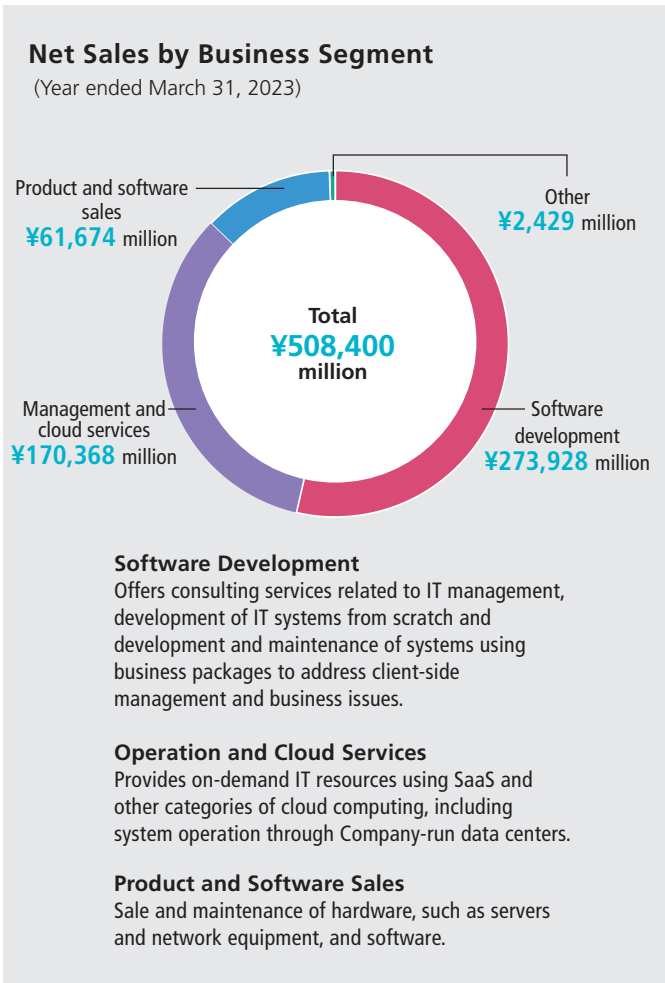 Net Sales by Business Segment
(Year ended March 31, 2023)
Product and software
sales
¥61,674 million
Other
¥2,429 million
Total
¥508,400
million
Management and
cloud services
¥170,368 million
Software
development
¥273,928 million
Software Development
Offers consulting services related to IT management,
development of IT systems from scratch and
development and maintenance of systems using
business packages to address client-side
management and business issues.
Operation and Cloud Services
Provides on-demand IT resources using SaaS and
other categories of cloud computing, including
system operation through Company-run data centers.
Product and Software Sales
Sale and maintenance of hardware, such as servers
and network equipment, and software.